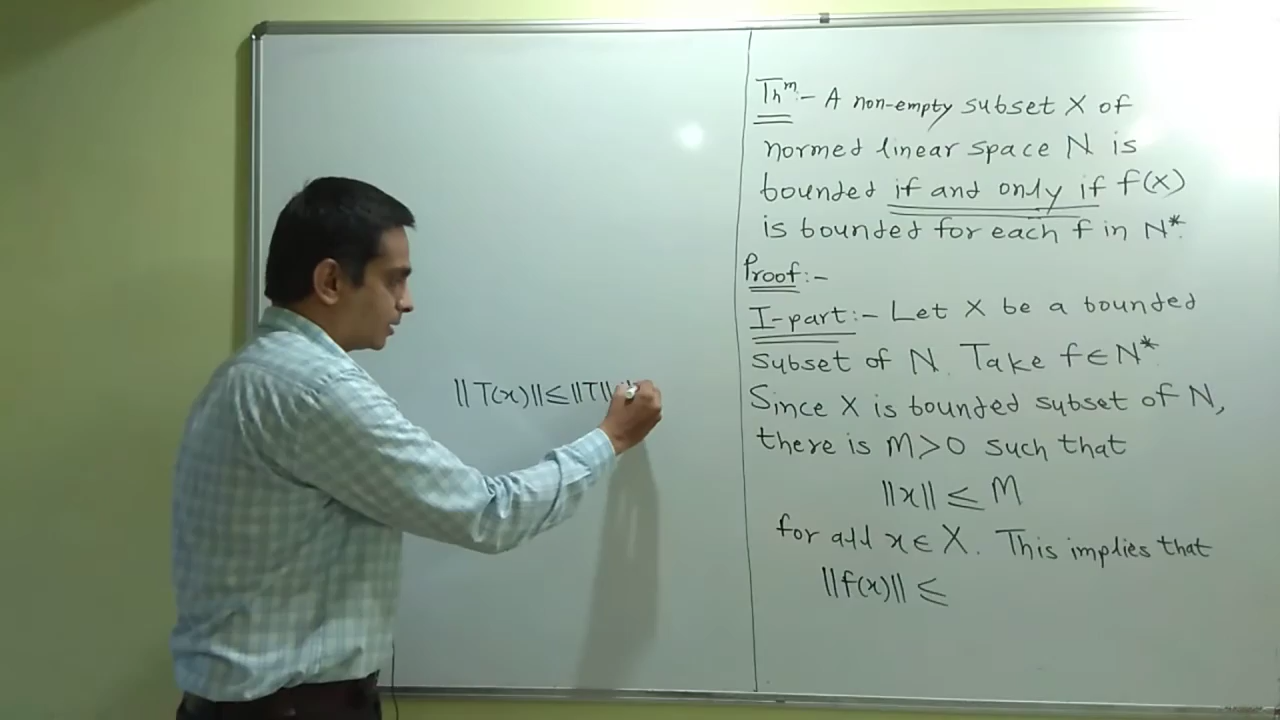 ‖T(x)‖≤‖T‖
Thᵐ:- A non-empty subset X of
normed linear space N is
bounded if and only if f(X)
is bounded for each f in N*.
Proof:-
I-part:- Let X be a bounded
subset of N. Take f∈N*
Since X is bounded subset of N,
there is M>0 such that
‖x‖ ≤ M
for all x∈X. This implies that
‖f(x)‖ ≤